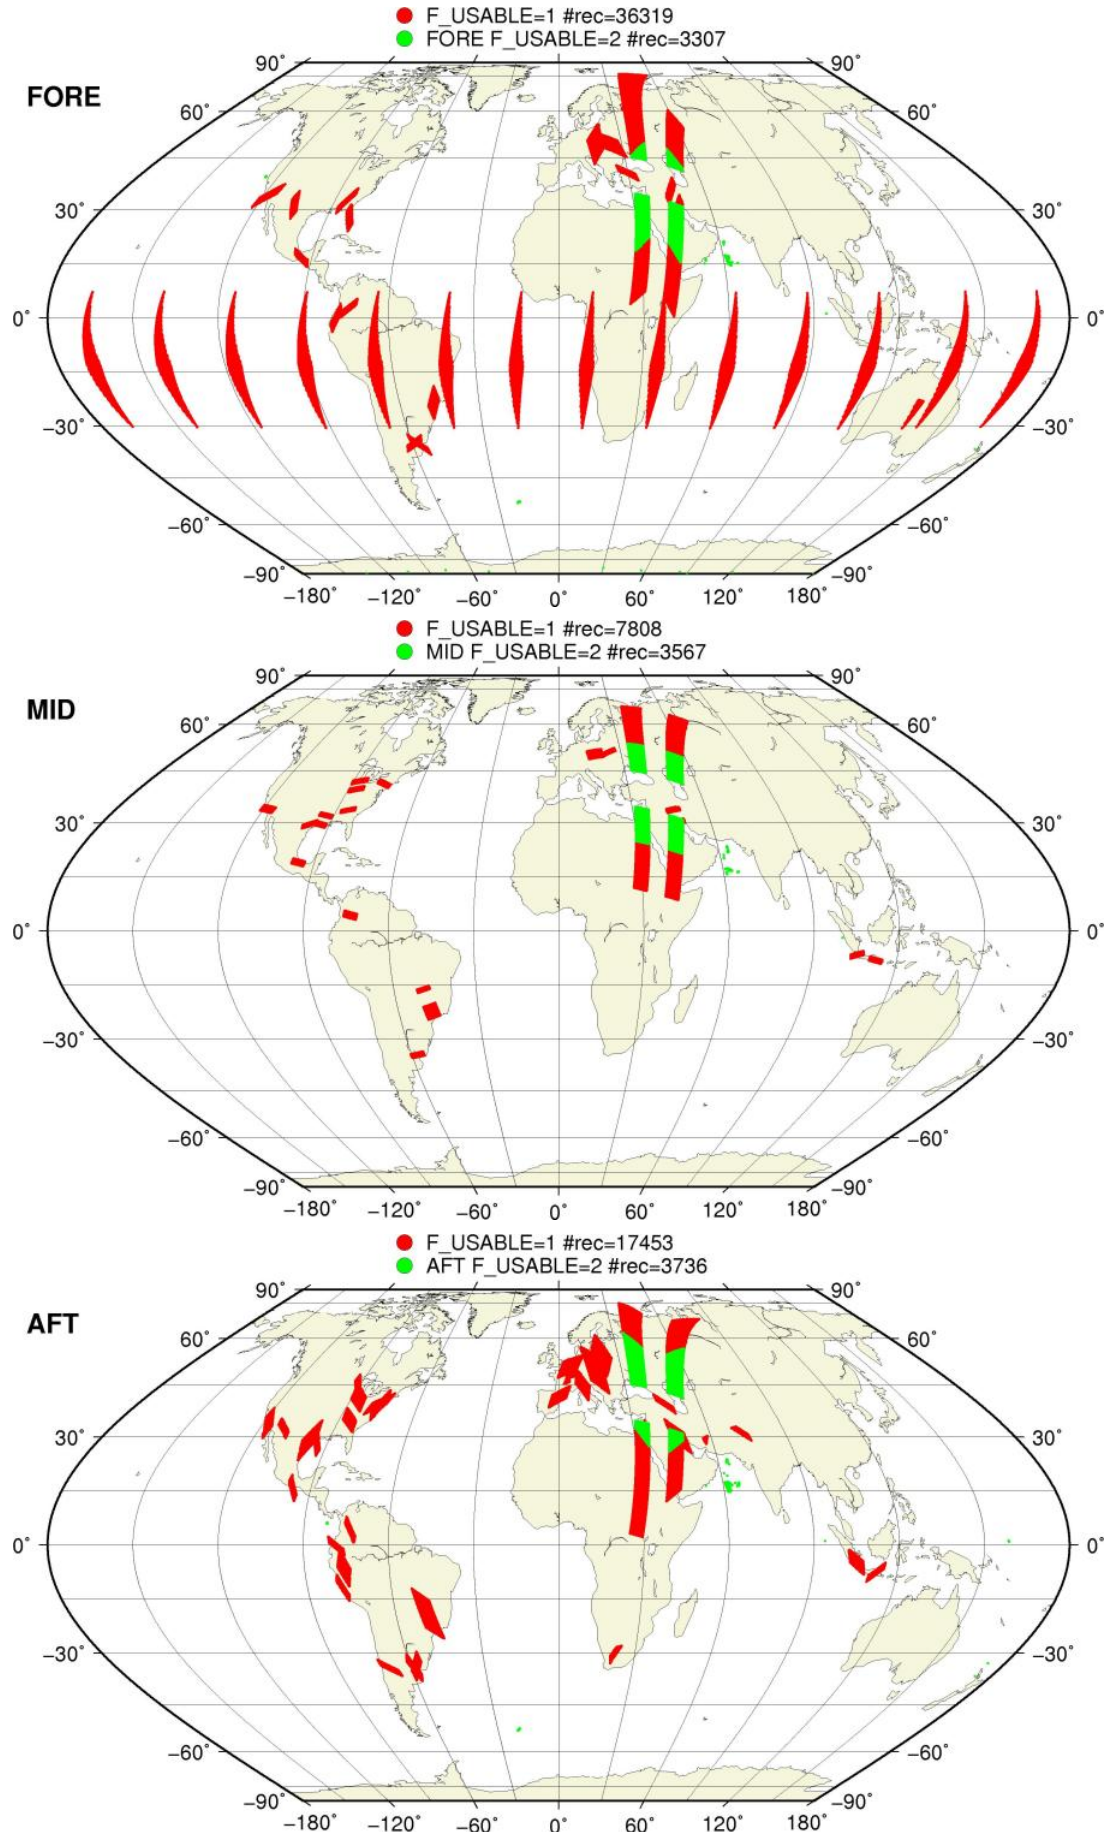 F_USABLE=1 #rec=36319
FORE F_USABLE=2 #rec=3307
FORE
90° 90°
60° 60°
30° 30°
0° 0°
−30° −30°
−60° −60°
−90° −90°
−180° −120° −60° 0° 60° 120° 180°
F_USABLE=1 #rec=7808
MID F_USABLE=2 #rec=3567
MID
90° 90°
60° 60°
30° 30°
0° 0°
−30° −30°
−60° −60°
−90° −90°
−180° −120° −60° 0° 60° 120° 180°
F_USABLE=1 #rec=17453
AFT F_USABLE=2 #rec=3736
AFT
90° 90°
60° 60°
30° 30°
0° 0°
−30° −30°
−60° −60°
−90° −90°
−180° −120° −60° 0° 60° 120° 180°